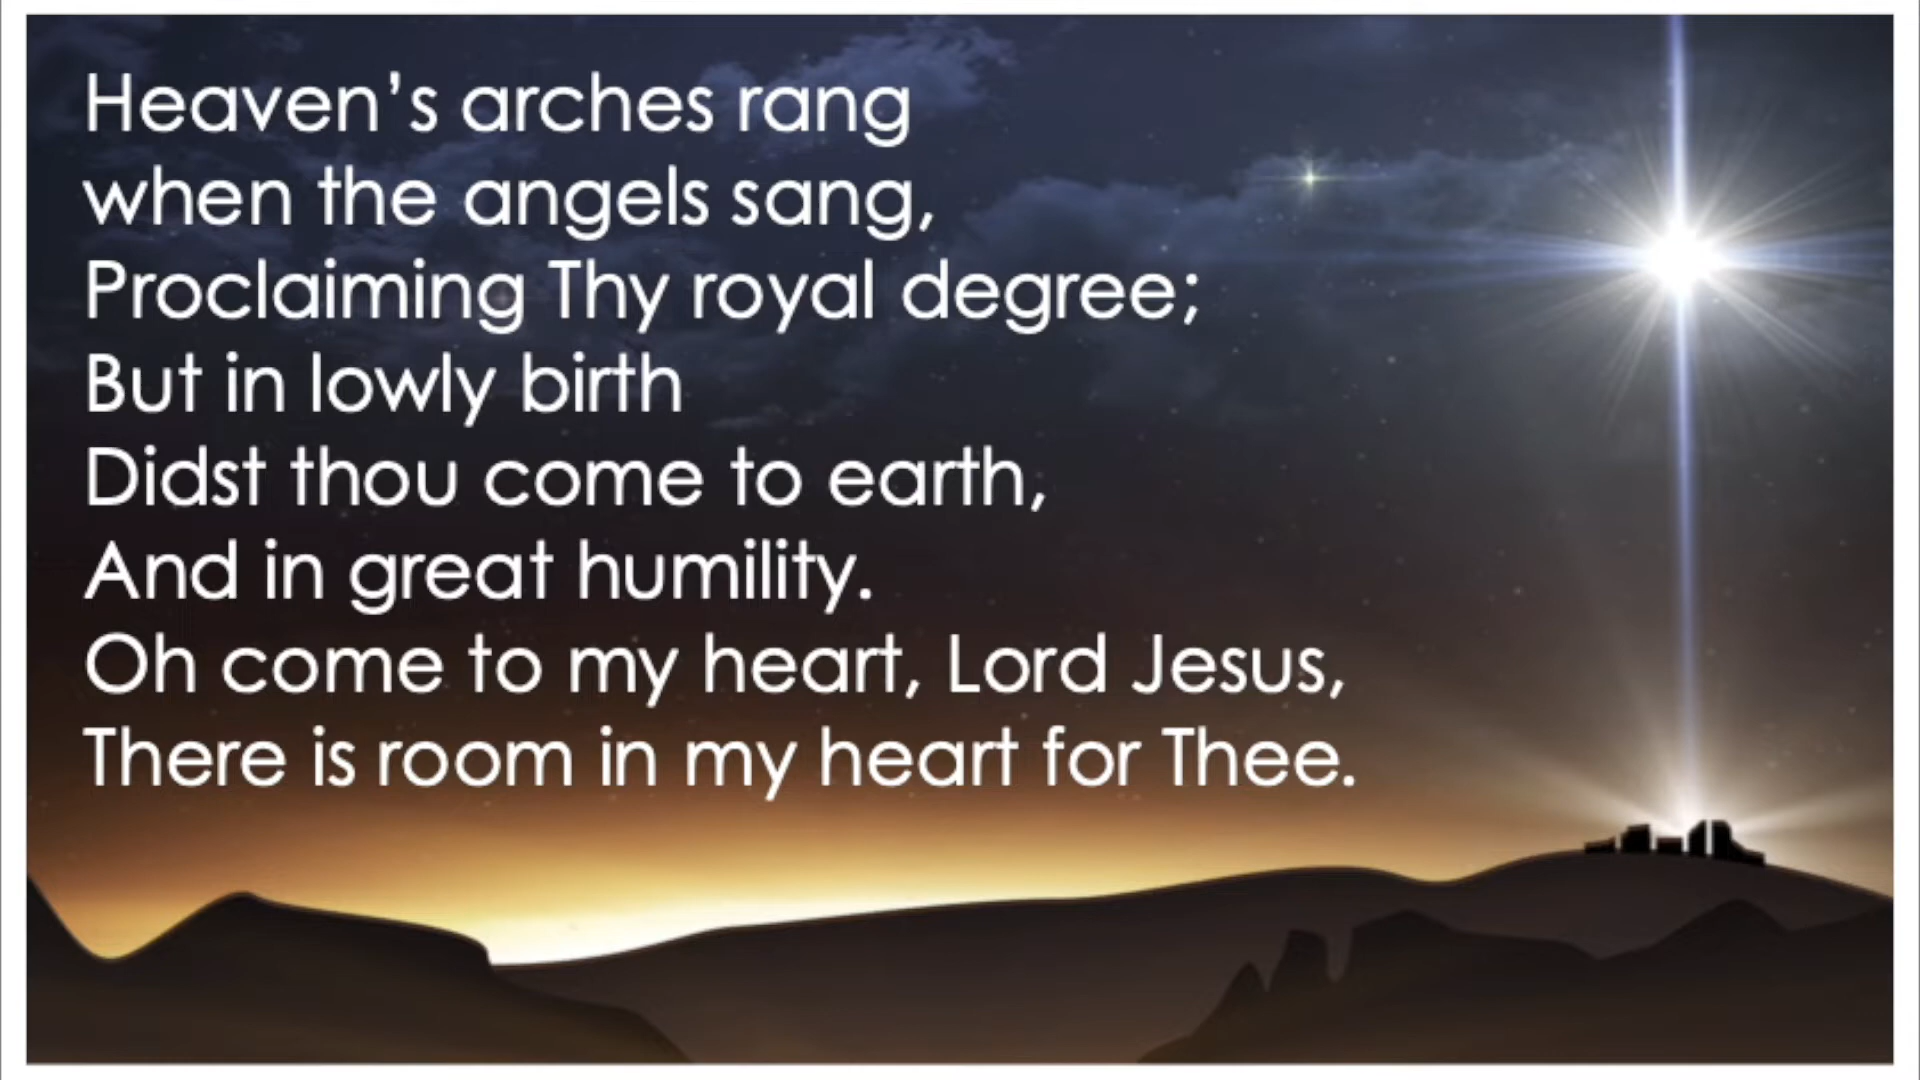 Heaven’s arches rang
when the angels sang,
Proclaiming Thy royal degree;
But in lowly birth
Didst thou come to earth,
And in great humility.
Oh come to my heart, Lord Jesus,
There is room in my heart for Thee.